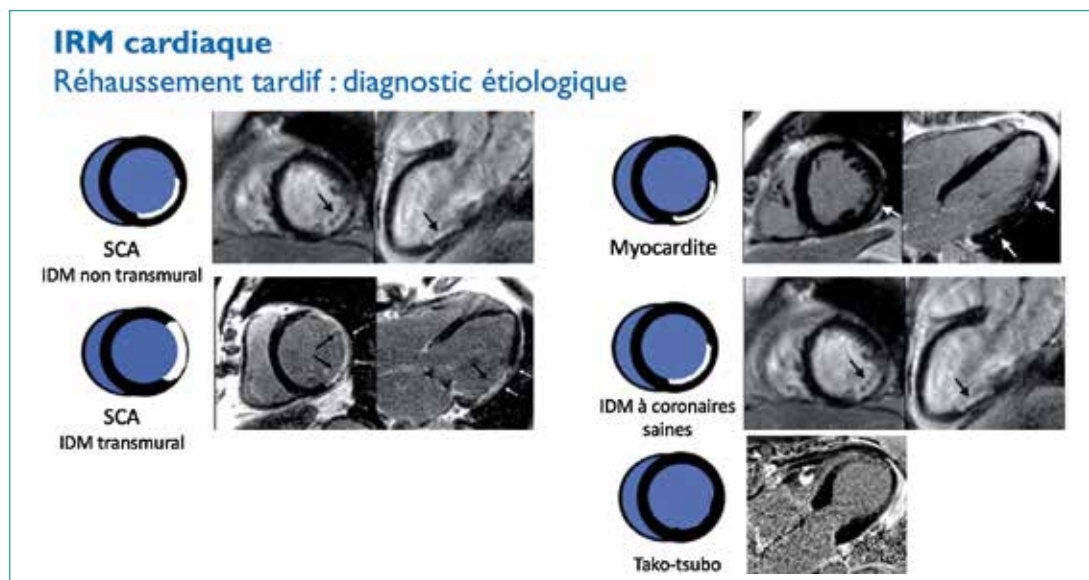 IRM cardiaque
Réhaussement tardif : diagnostic étiologique
SCA
IDM non transmural
SCA
IDM transmural
Myocardite
IDM à coronaires
saines
Tako-tsubo